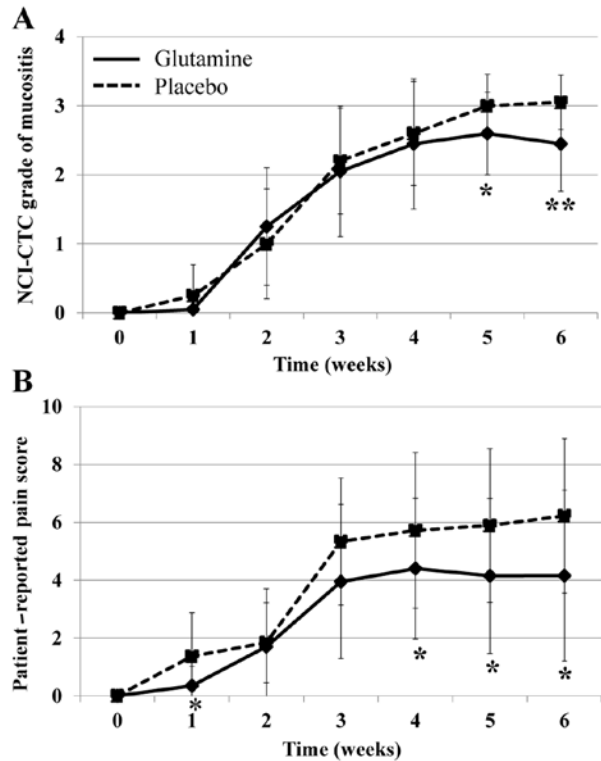 A
NCI-CTC grade of mucositis
4
3
2
1
0
Glutamine
Placebo
*
**
0 1 2 3 4 5 6
Time (weeks)
B
Patient-reported pain score
10
8
6
4
2
0
*
*
*
*
0 1 2 3 4 5 6
Time (weeks)